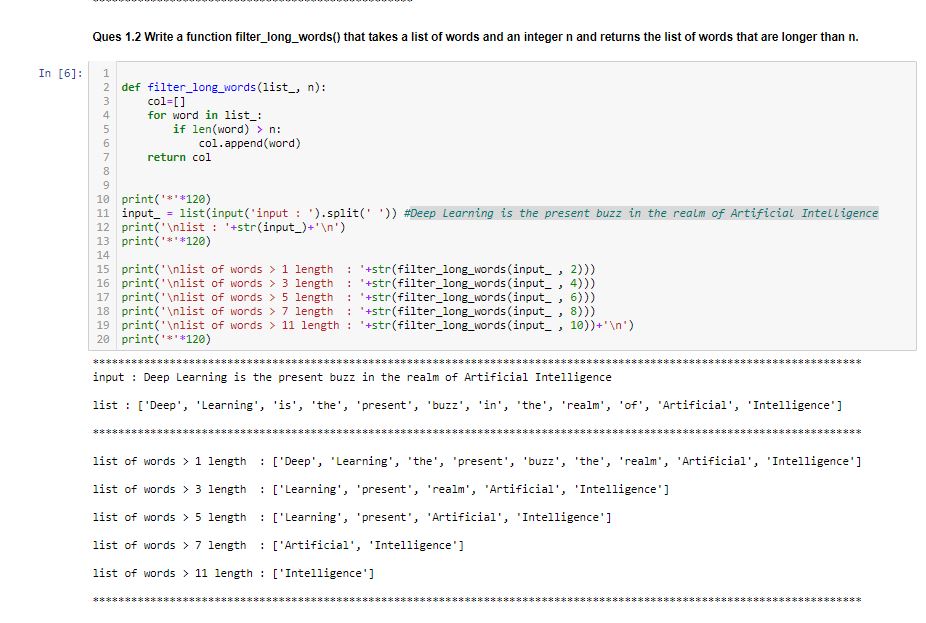 ************************************************************
Ques 1.2 Write a function filter_long_words() that takes a list of words and an integer n and returns the list of words that are longer than n.
In [6]:
1
2 def filter_long_words(list_, n):
3     col=[]
4     for word in list_:
5         if len(word) > n:
6             col.append(word)
7     return col
8
9
10 print('*'*120)
11 input_ = list(input('input : ').split(' ')) #Deep Learning is the present buzz in the realm of Artificial Intelligence
12 print('\nlist : '+str(input_)+'\n')
13 print('*'*120)
14
15 print('\nlist of words > 1 length  : '+str(filter_long_words(input_ , 2)))
16 print('\nlist of words > 3 length  : '+str(filter_long_words(input_ , 4)))
17 print('\nlist of words > 5 length  : '+str(filter_long_words(input_ , 6)))
18 print('\nlist of words > 7 length  : '+str(filter_long_words(input_ , 8)))
19 print('\nlist of words > 11 length : '+str(filter_long_words(input_ , 10))+'\n')
20 print('*'*120)
************************************************************************************************************************
input : Deep Learning is the present buzz in the realm of Artificial Intelligence
list : ['Deep', 'Learning', 'is', 'the', 'present', 'buzz', 'in', 'the', 'realm', 'of', 'Artificial', 'Intelligence']
************************************************************************************************************************
list of words > 1 length  : ['Deep', 'Learning', 'the', 'present', 'buzz', 'the', 'realm', 'Artificial', 'Intelligence']
list of words > 3 length  : ['Learning', 'present', 'realm', 'Artificial', 'Intelligence']
list of words > 5 length  : ['Learning', 'present', 'Artificial', 'Intelligence']
list of words > 7 length  : ['Artificial', 'Intelligence']
list of words > 11 length : ['Intelligence']
************************************************************************************************************************